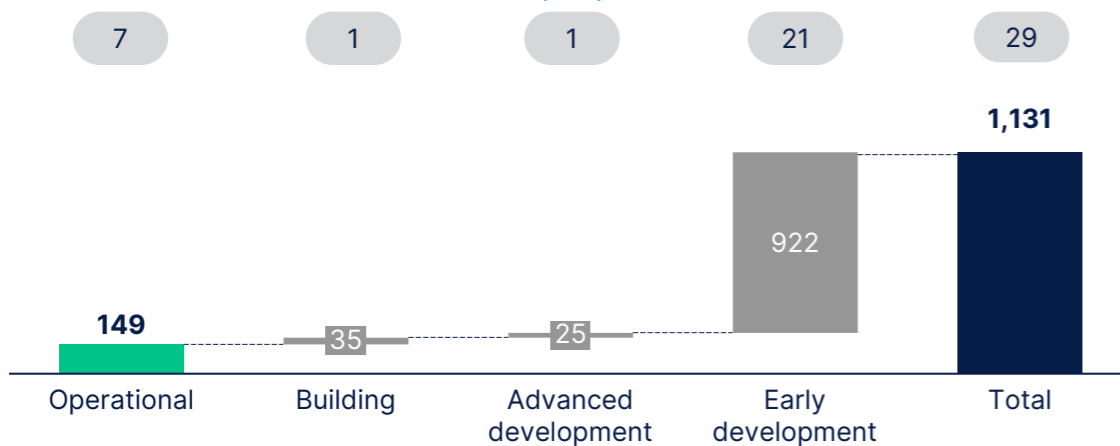 7
1
1
21
29
1,131
922
149
35
25
Operational
Building
Advanced
development
Early
development
Total